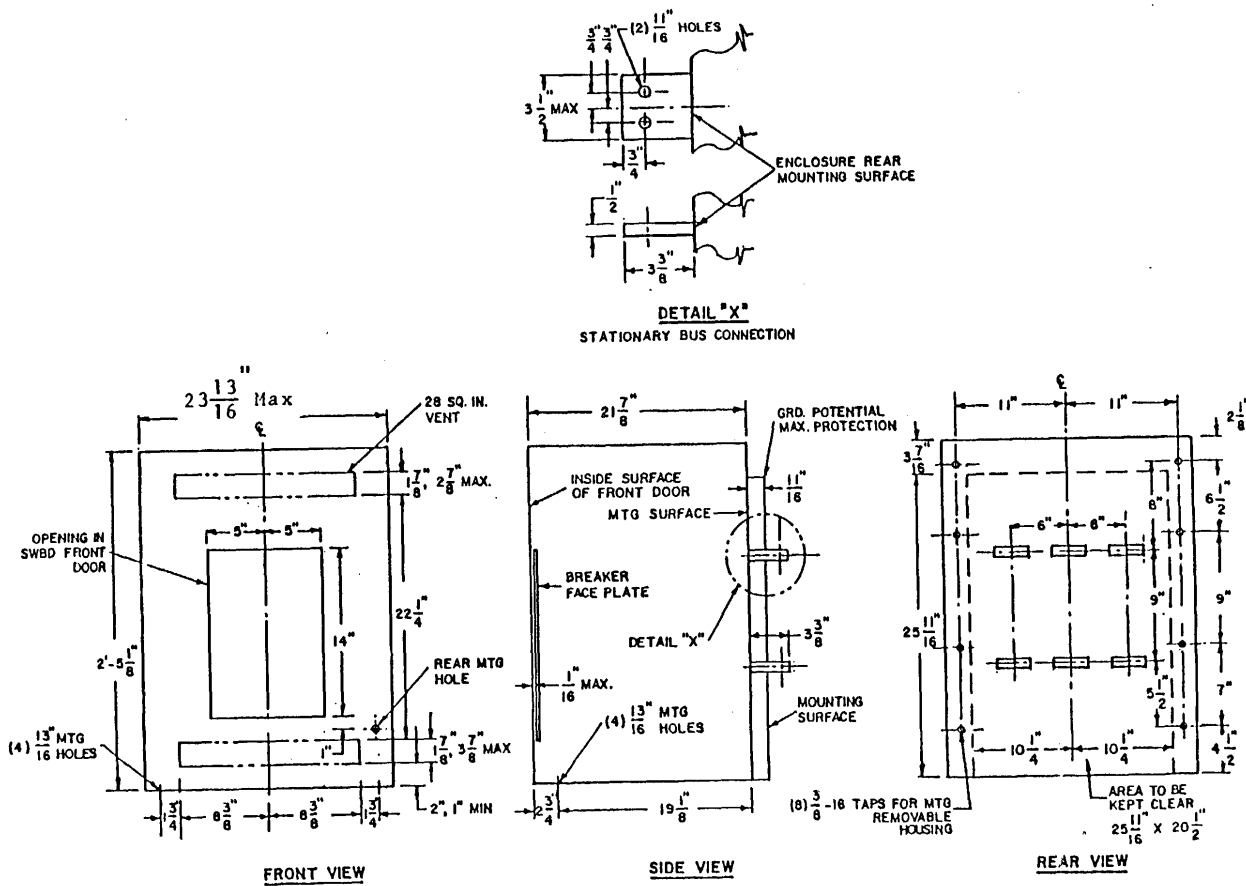 (2) 11/16" HOLES
3/4" 3/4"
3 1/2" MAX
3/4"
ENCLOSURE REAR
MOUNTING SURFACE
1/2"
3 3/8"
DETAIL "X"
STATIONARY BUS CONNECTION
23 13/16" Max
28 SQ. IN.
VENT
℄
1 7/8", 2 7/8" MAX.
5" 5"
OPENING IN
SWBD FRONT
DOOR
14"
22 1/4"
2'-5 1/8"
REAR MTG
HOLE
(4) 13/16" MTG
HOLES
1"
1 7/8", 3 7/8" MAX
1 3/4" 8 3/8" 8 3/8" 1 3/4"
2", 1" MIN
FRONT VIEW
21 7/8"
GRD. POTENTIAL
MAX. PROTECTION
INSIDE SURFACE
OF FRONT DOOR
11/16"
MTG SURFACE
BREAKER
FACE PLATE
DETAIL "X"
3 3/8"
1/16" MAX.
(4) 13/16" MTG
HOLES
MOUNTING
SURFACE
2 3/4" 19 1/8"
SIDE VIEW
℄
11" 11"
2 1/8"
3 7/16"
8"
6 1/2"
6" 6"
9"
9"
25 11/16"
5 1/2"
7"
10 1/4" 10 1/4"
4 1/2"
(8) 3/8-16 TAPS FOR MTG
REMOVABLE
HOUSING
AREA TO BE
KEPT CLEAR
25 11/16" X 20 1/2"
REAR VIEW